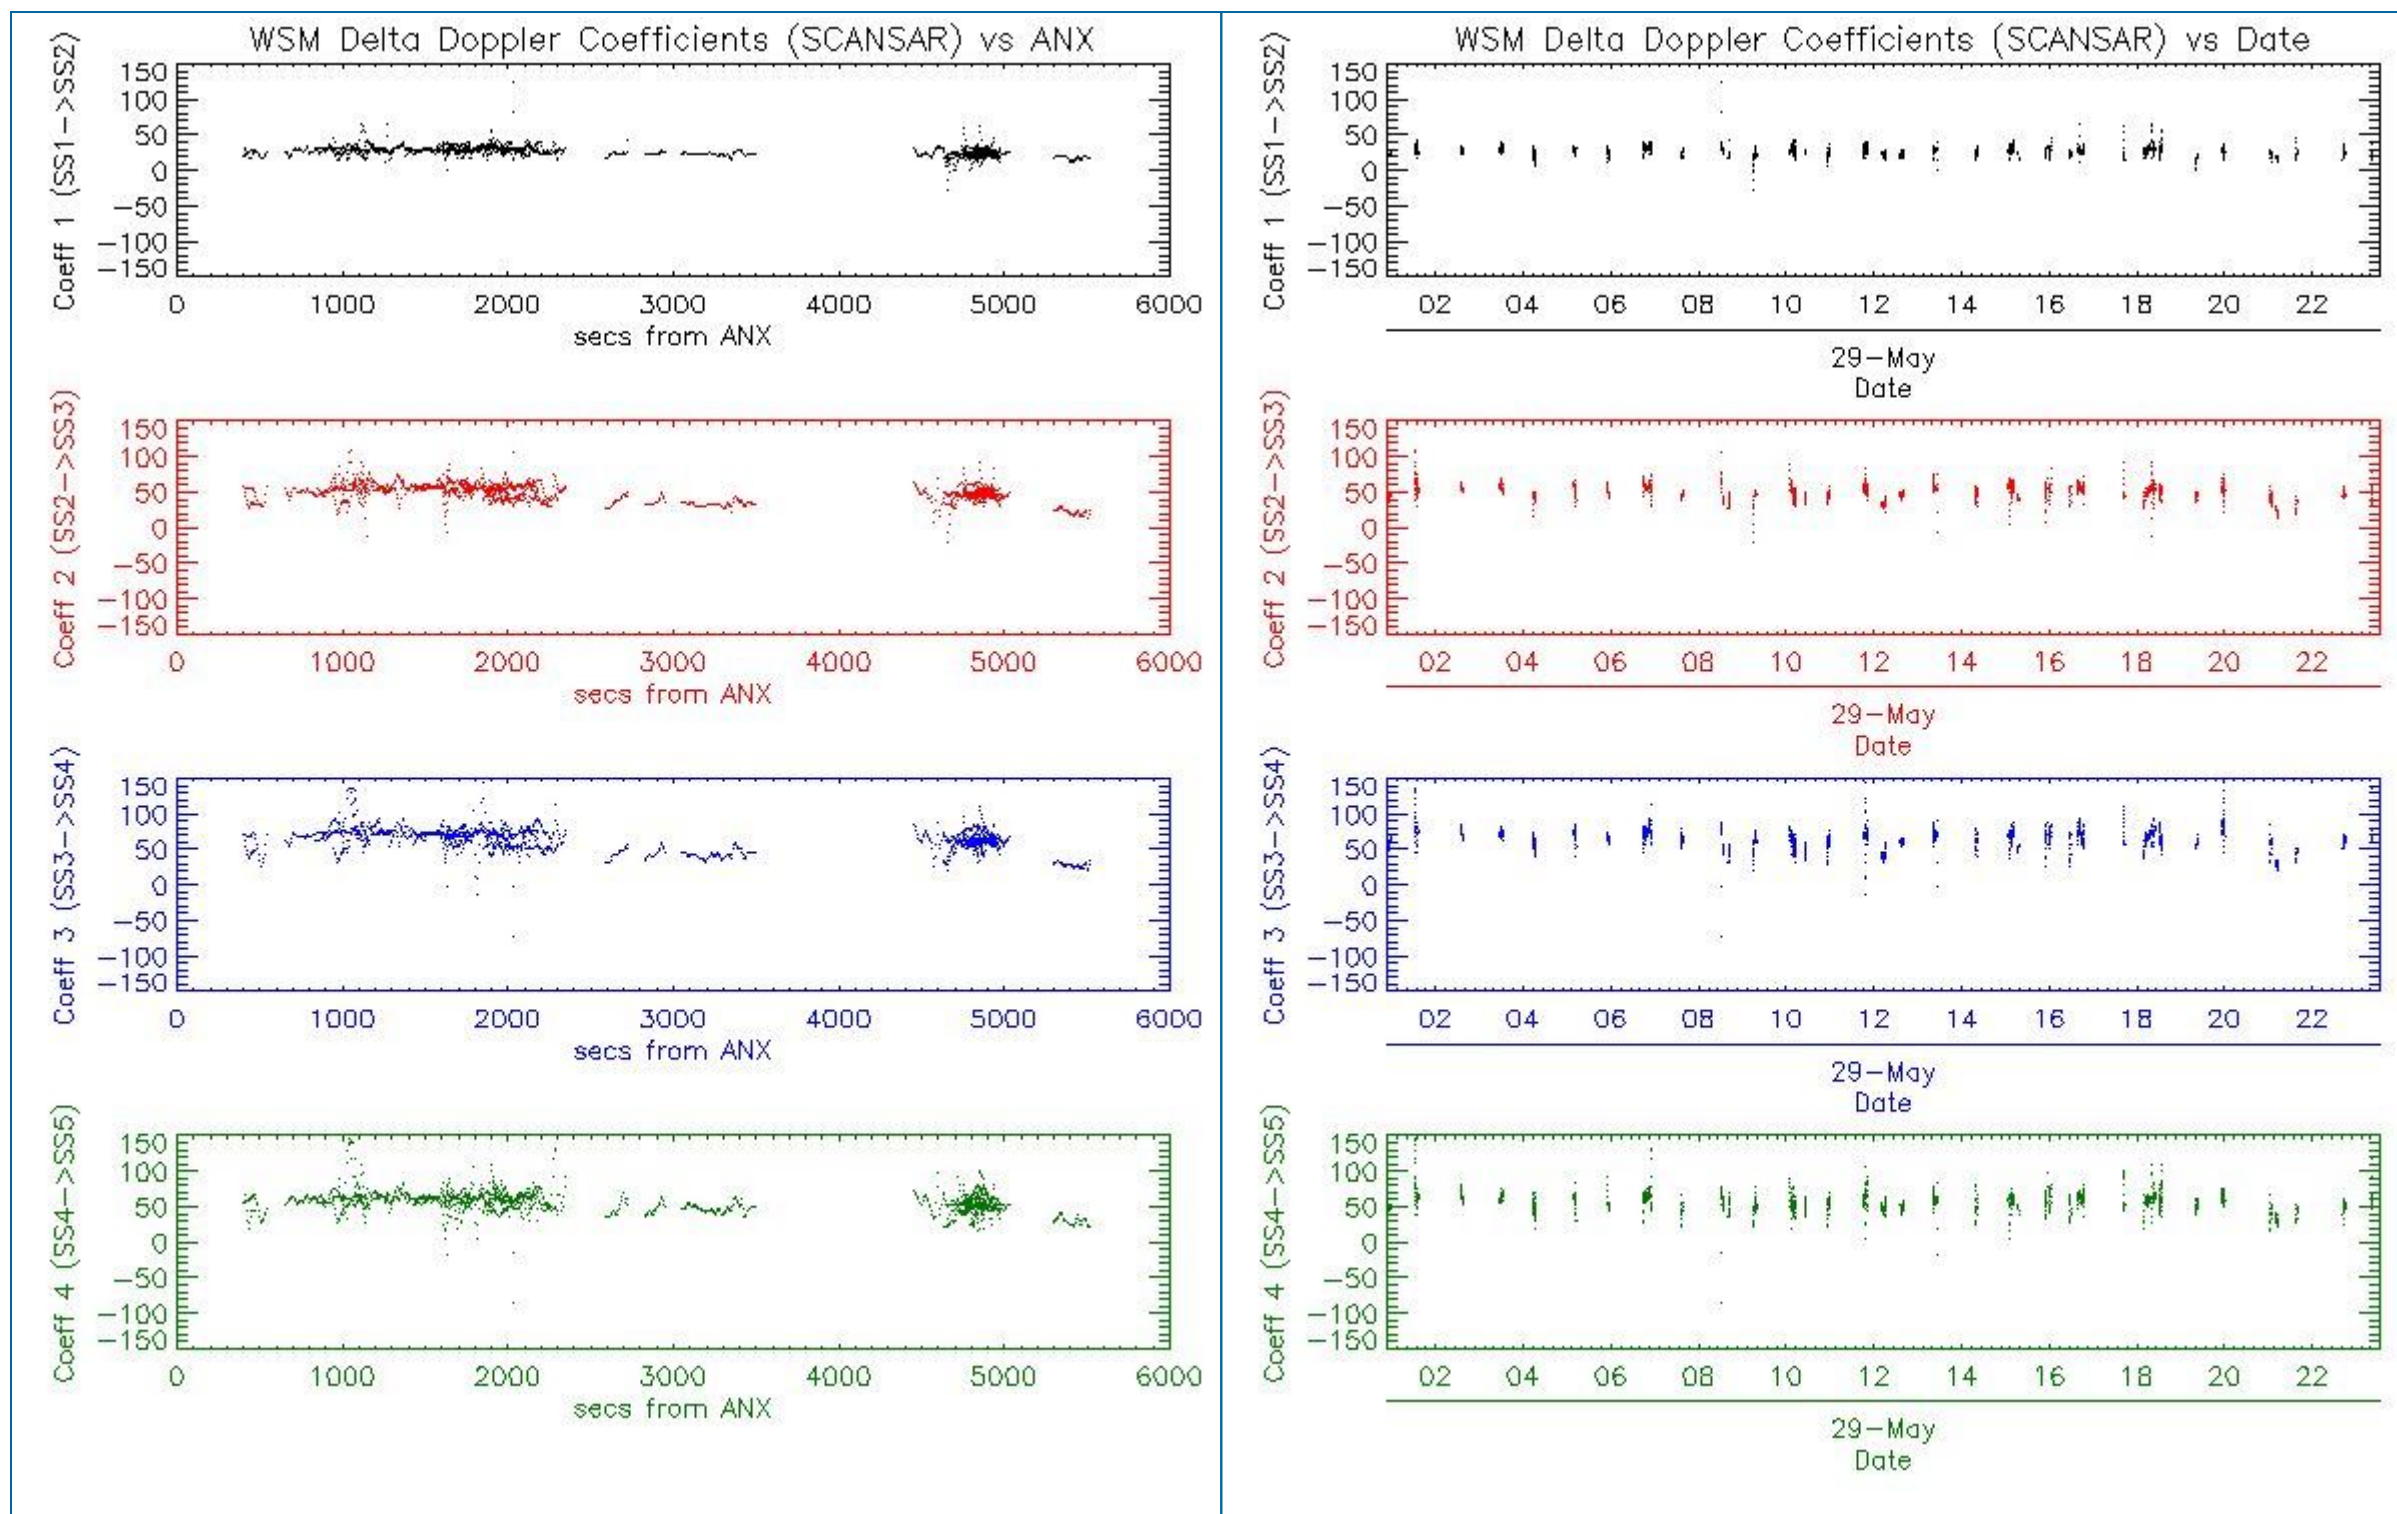 WSM Delta Doppler Coefficients (SCANSAR) vs ANX
Coeff 1 (SS1->SS2)
150
100
50
0
-50
-100
-150
0 1000 2000 3000 4000 5000 6000
secs from ANX
Coeff 2 (SS2->SS3)
150
100
50
0
-50
-100
-150
0 1000 2000 3000 4000 5000 6000
secs from ANX
Coeff 3 (SS3->SS4)
150
100
50
0
-50
-100
-150
0 1000 2000 3000 4000 5000 6000
secs from ANX
Coeff 4 (SS4->SS5)
150
100
50
0
-50
-100
-150
0 1000 2000 3000 4000 5000 6000
secs from ANX
WSM Delta Doppler Coefficients (SCANSAR) vs Date
Coeff 1 (SS1->SS2)
150
100
50
0
-50
-100
-150
02 04 06 08 10 12 14 16 18 20 22
29-May
Date
Coeff 2 (SS2->SS3)
150
100
50
0
-50
-100
-150
02 04 06 08 10 12 14 16 18 20 22
29-May
Date
Coeff 3 (SS3->SS4)
150
100
50
0
-50
-100
-150
02 04 06 08 10 12 14 16 18 20 22
29-May
Date
Coeff 4 (SS4->SS5)
150
100
50
0
-50
-100
-150
02 04 06 08 10 12 14 16 18 20 22
29-May
Date